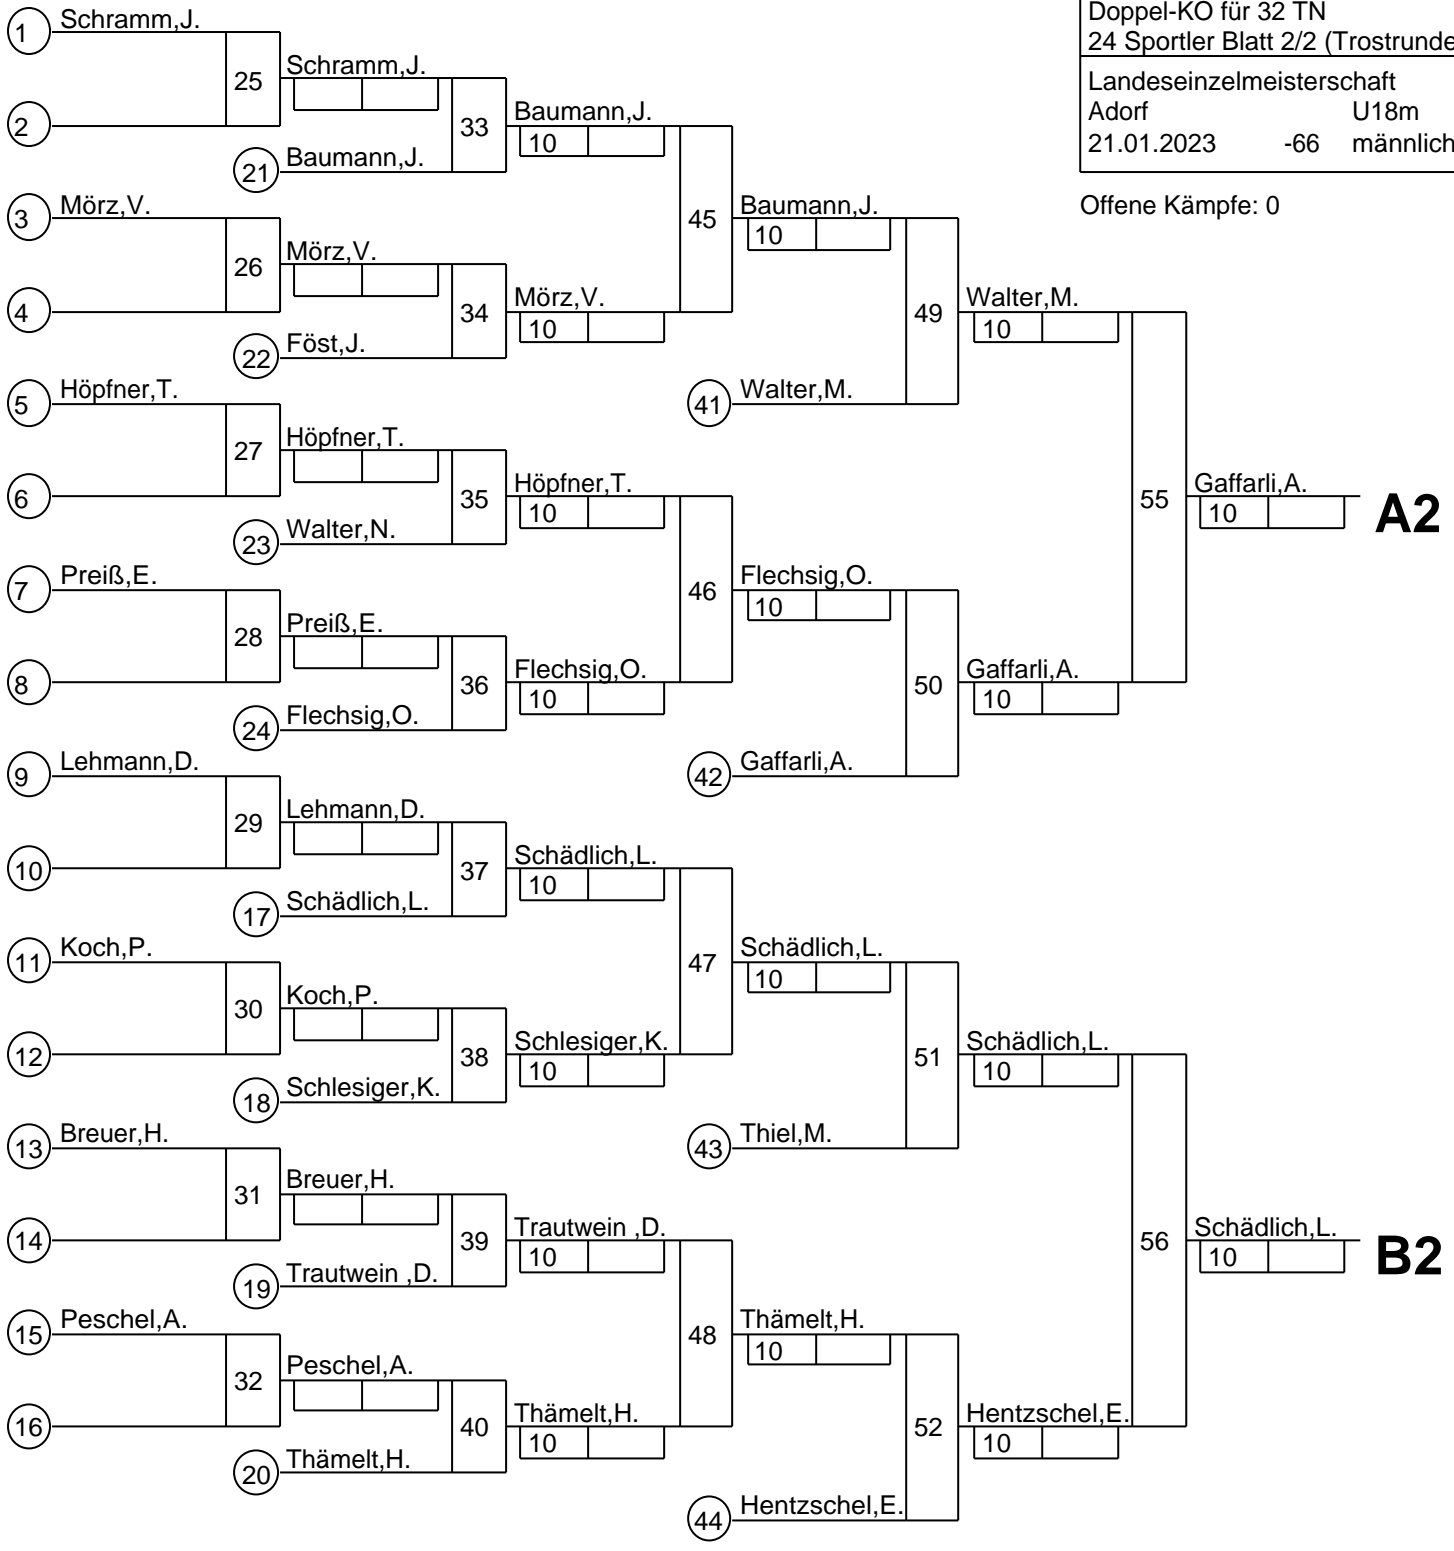 Doppel-KO für 32 TN
24 Sportler Blatt 2/2 (Trostrunde
Landeseinzelmeisterschaft
Adorf U18m
21.01.2023 -66 männlich
Offene Kämpfe: 0
1 Schramm,J.
25
Schramm,J.
2
33
Baumann,J.
10
21 Baumann,J.
3 Mörz,V.
45
Baumann,J.
10
26
Mörz,V.
4
34
Mörz,V.
10
22 Föst,J.
49
Walter,M.
10
5 Höpfner,T.
41 Walter,M.
27
Höpfner,T.
6
35
Höpfner,T.
10
23 Walter,N.
55
Gaffarli,A.
10
A2
7 Preiß,E.
46
Flechsig,O.
10
28
Preiß,E.
8
36
Flechsig,O.
10
24 Flechsig,O.
50
Gaffarli,A.
10
9 Lehmann,D.
42 Gaffarli,A.
29
Lehmann,D.
10
37
Schädlich,L.
10
17 Schädlich,L.
11 Koch,P.
47
Schädlich,L.
10
30
Koch,P.
12
38
Schlesiger,K.
10
18 Schlesiger,K.
51
Schädlich,L.
10
13 Breuer,H.
43 Thiel,M.
31
Breuer,H.
14
39
Trautwein ,D.
10
19 Trautwein ,D.
56
Schädlich,L.
10
B2
15 Peschel,A.
48
Thämelt,H.
10
32
Peschel,A.
16
40
Thämelt,H.
10
20 Thämelt,H.
52
Hentzschel,E.
10
44 Hentzschel,E.